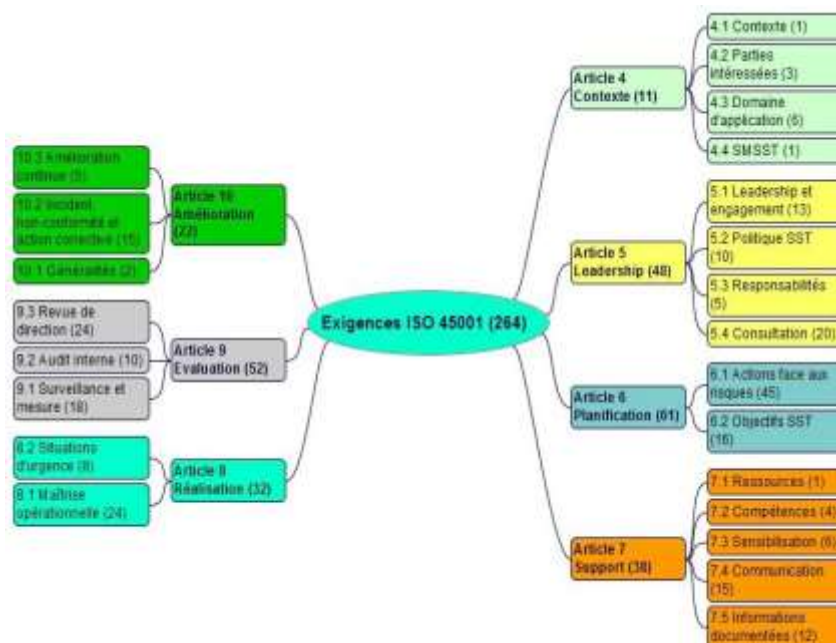 Exigences ISO 45001 (264)
Article 4
Contexte (11)
4.1 Contexte (1)
4.2 Parties
intéressées (3)
4.3 Domaine
d'application (6)
4.4 SMSST (1)
Article 5
Leadership (48)
5.1 Leadership et
engagement (13)
5.2 Politique SST
(10)
5.3 Responsabilités
(5)
5.4 Consultation (20)
Article 6
Planification (61)
6.1 Actions face aux
risques (45)
6.2 Objectifs SST
(16)
Article 7
Support (38)
7.1 Ressources (1)
7.2 Compétences (4)
7.3 Sensibilisation (6)
7.4 Communication
(15)
7.5 Informations
documentées (12)
Article 8
Réalisation (32)
8.2 Situations
d'urgence (8)
8.1 Maîtrise
opérationnelle (24)
Article 9
Evaluation (52)
9.3 Revue de
direction (24)
9.2 Audit interne (10)
9.1 Surveillance et
mesure (18)
Article 10
Amélioration
(22)
10.3 Amélioration
continue (5)
10.2 Incident,
non-conformité et
action corrective (15)
10.1 Généralités (2)